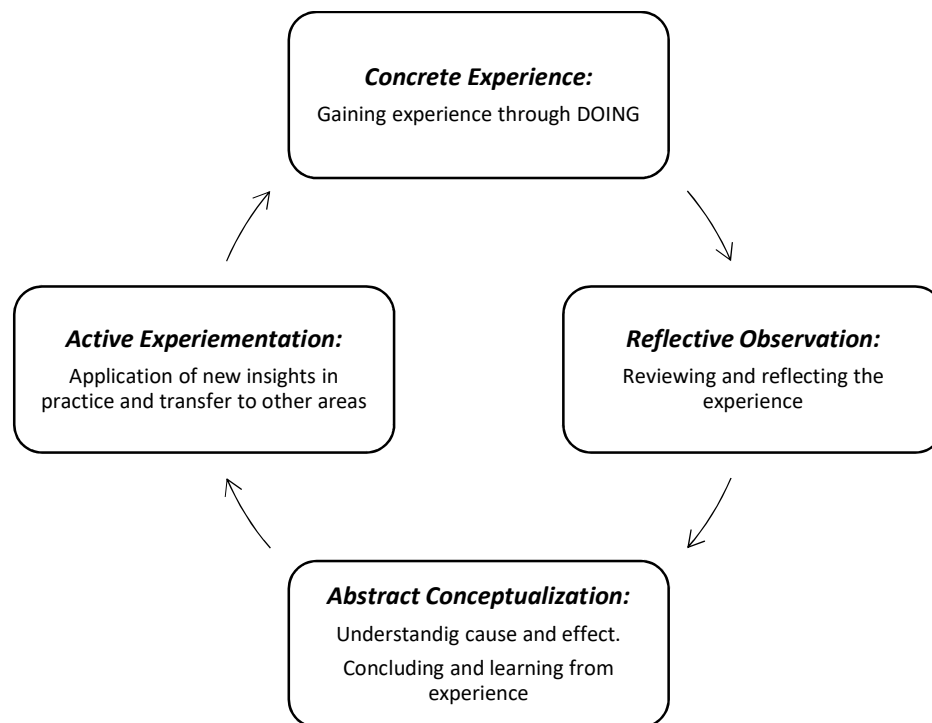 Concrete Experience:
Gaining experience through DOING
Reflective Observation:
Reviewing and reflecting the
experience
Abstract Conceptualization:
Understandig cause and effect.
Concluding and learning from
experience
Active Experiementation:
Application of new insights in
practice and transfer to other areas